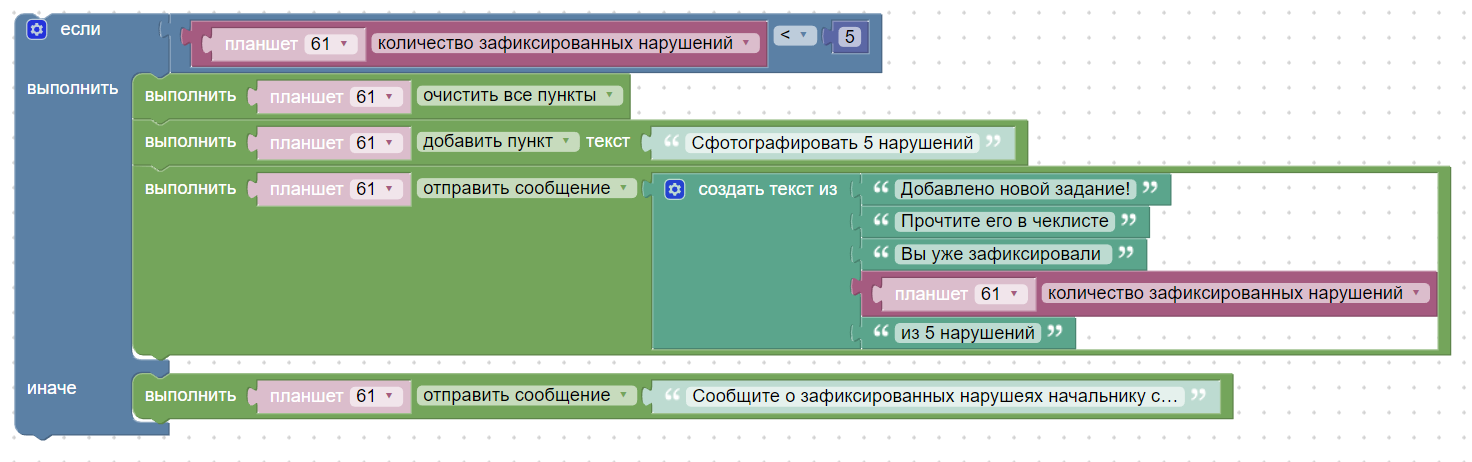 если планшет 61 количество зафиксированных нарушений < 5
выполнить выполнить планшет 61 очистить все пункты
выполнить планшет 61 добавить пункт текст “ Сфотографировать 5 нарушений ”
выполнить планшет 61 отправить сообщение создать текст из “ Добавлено новой задание! ”
“ Прочтите его в чеклисте ”
“ Вы уже зафиксировали ”
планшет 61 количество зафиксированных нарушений
“ из 5 нарушений ”
иначе выполнить планшет 61 отправить сообщение “ Сообщите о зафиксированных нарушеях начальнику с... ”